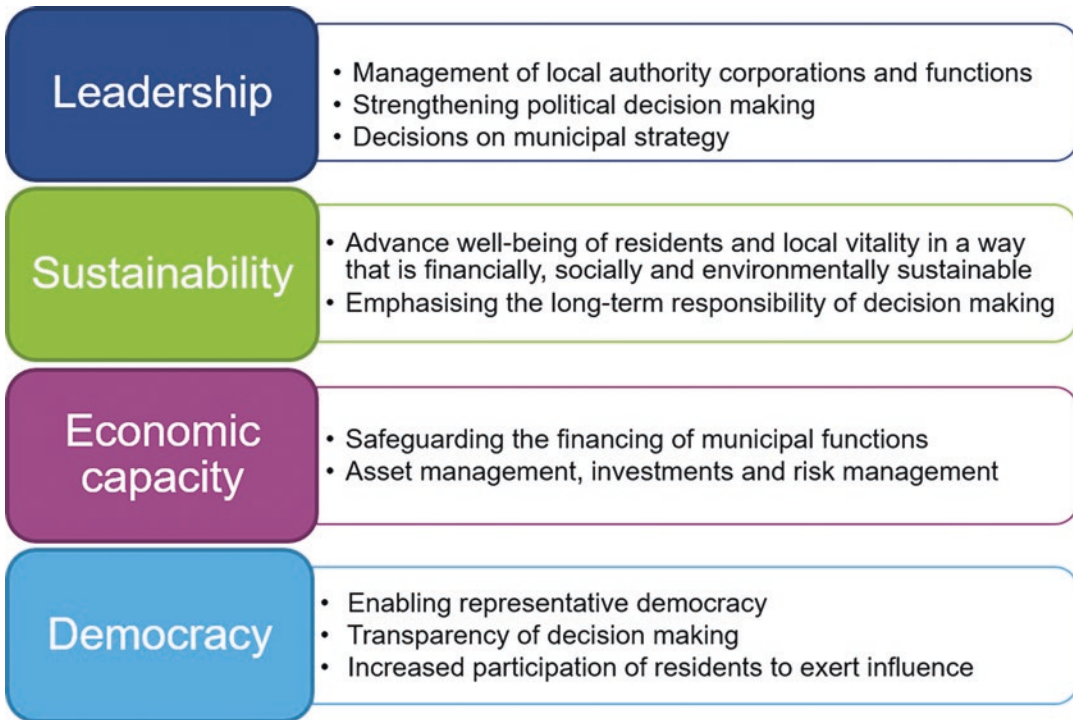 Leadership
• Management of local authority corporations and functions
• Strengthening political decision making
• Decisions on municipal strategy
Sustainability
• Advance well-being of residents and local vitality in a way
that is financially, socially and environmentally sustainable
• Emphasising the long-term responsibility of decision making
Economic
capacity
• Safeguarding the financing of municipal functions
• Asset management, investments and risk management
Democracy
• Enabling representative democracy
• Transparency of decision making
• Increased participation of residents to exert influence